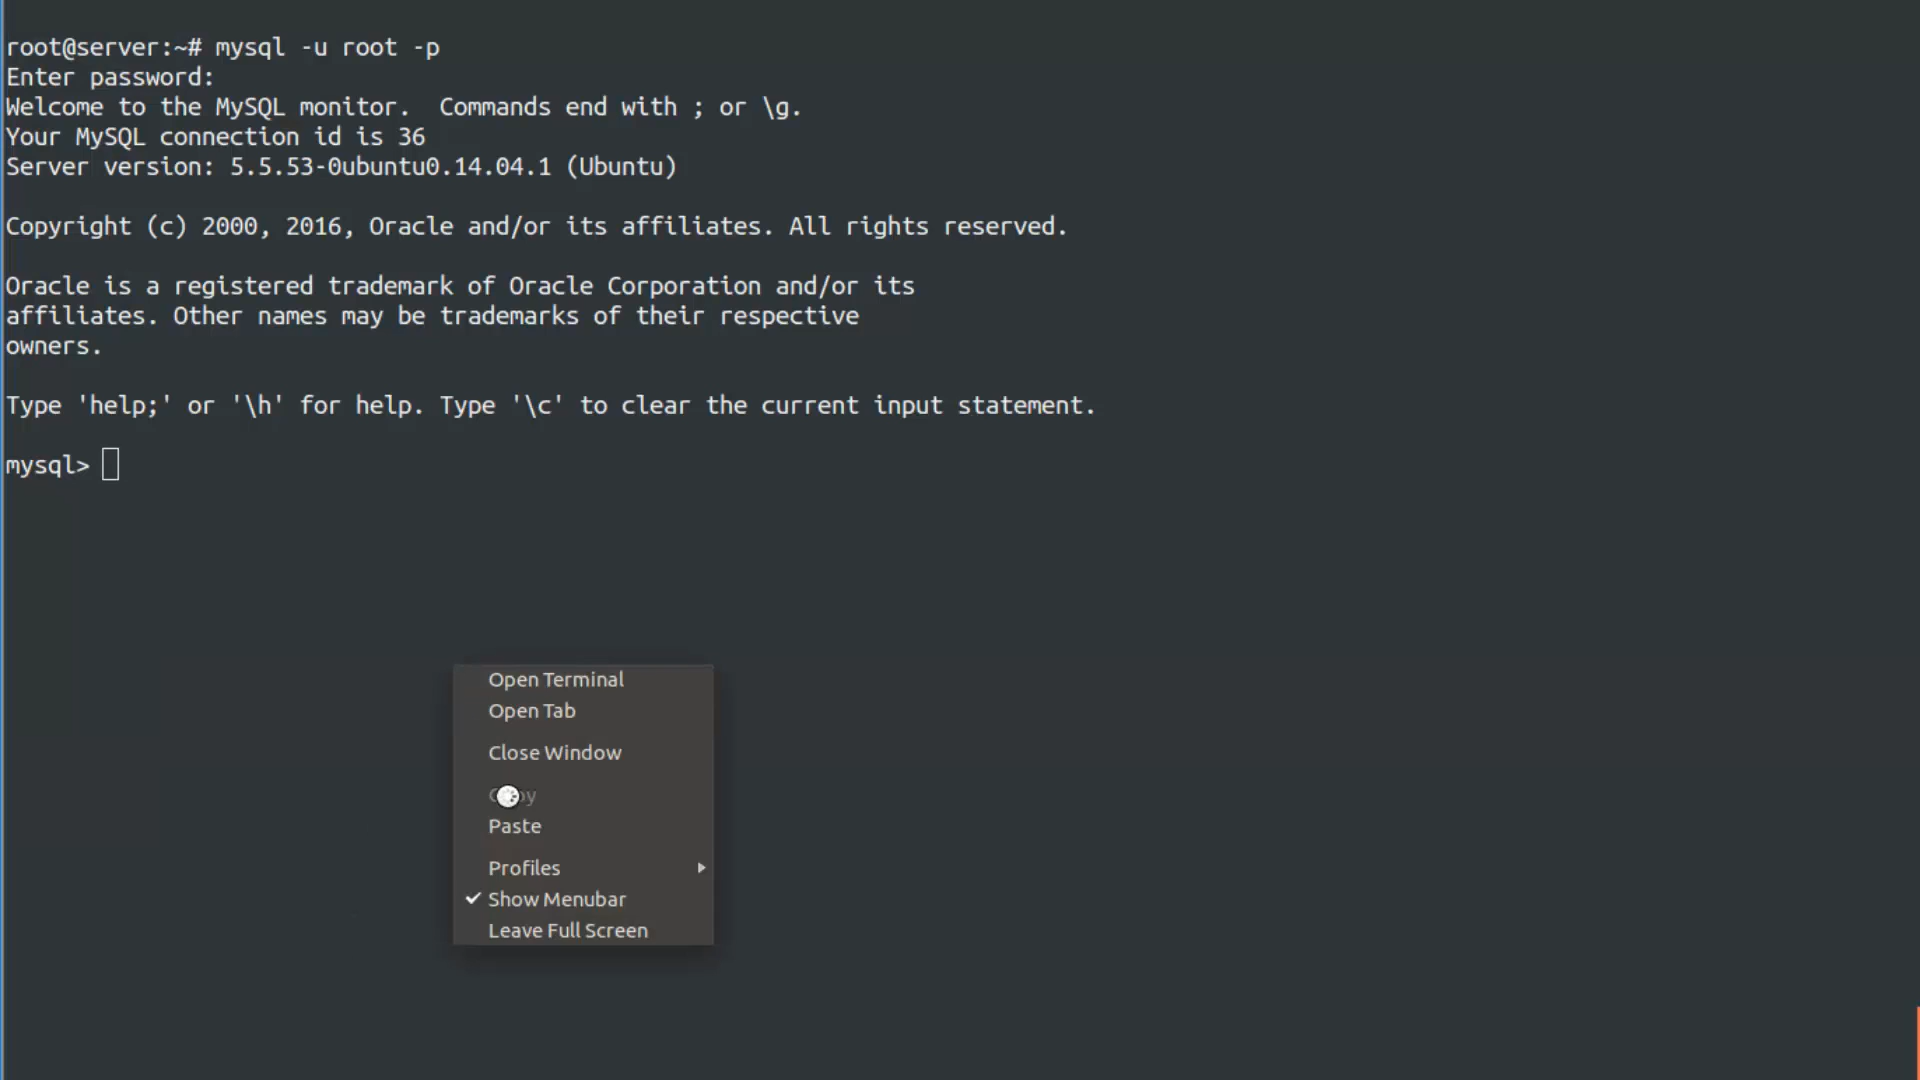 root@server:~# mysql -u root -p
Enter password:
Welcome to the MySQL monitor.  Commands end with ; or \g.
Your MySQL connection id is 36
Server version: 5.5.53-0ubuntu0.14.04.1 (Ubuntu)
Copyright (c) 2000, 2016, Oracle and/or its affiliates. All rights reserved.
Oracle is a registered trademark of Oracle Corporation and/or its
affiliates. Other names may be trademarks of their respective
owners.
Type 'help;' or '\h' for help. Type '\c' to clear the current input statement.
mysql>
Open Terminal
Open Tab
Close Window
Copy
Paste
Profiles
Show Menubar
Leave Full Screen